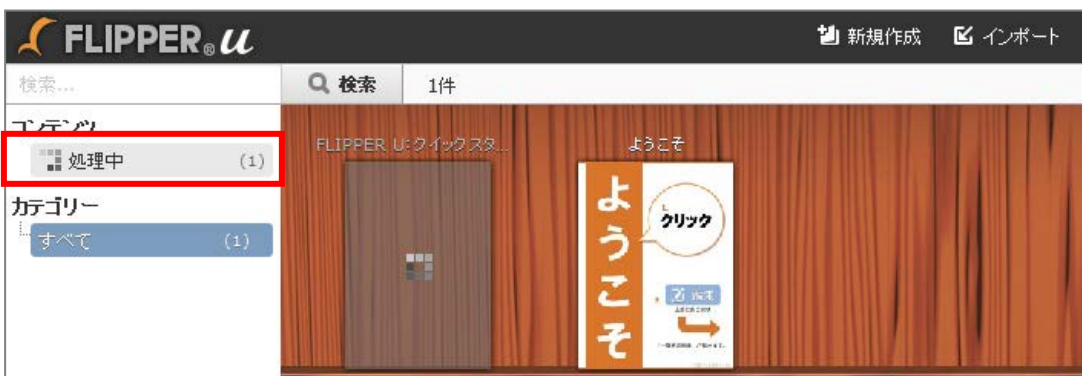 FLIPPER® u
新規作成
インポート
検索...
検索
1件
コンテンツ
処理中
(1)
カテゴリー
すべて
(1)
FLIPPER U:クイックスタ...
ようこそ
ようこそ
クリック